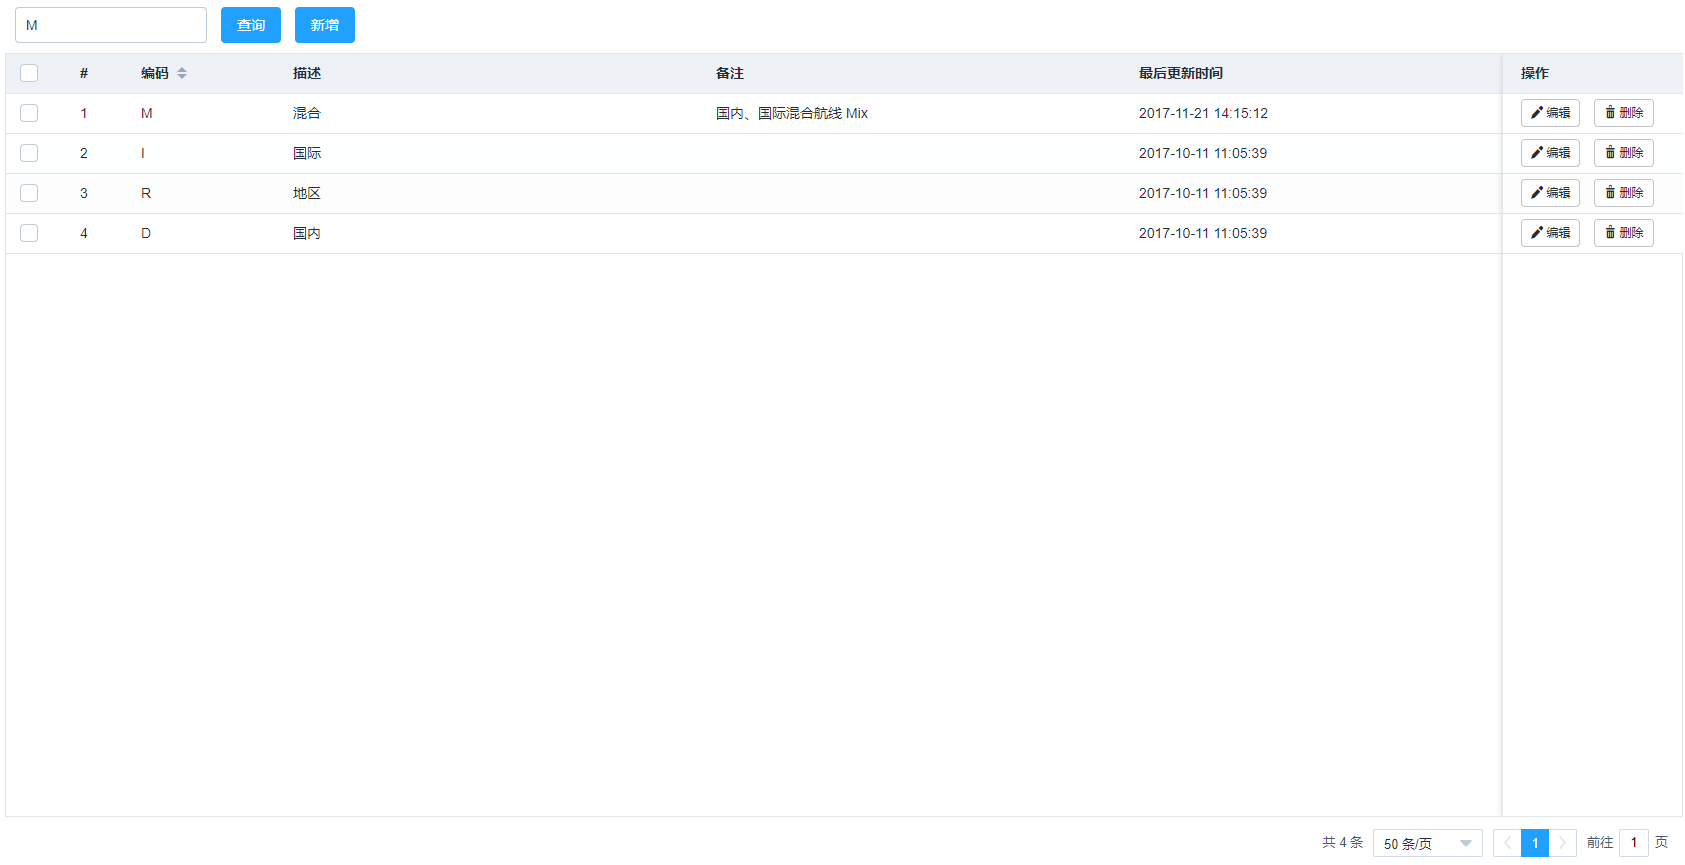 M 查询 新增
# 编码 描述 备注 最后更新时间 操作
1 M 混合 国内、国际混合航线 Mix 2017-11-21 14:15:12 编辑 删除
2 I 国际 2017-10-11 11:05:39 编辑 删除
3 R 地区 2017-10-11 11:05:39 编辑 删除
4 D 国内 2017-10-11 11:05:39 编辑 删除
共 4 条 50 条/页 1 前往 1 页